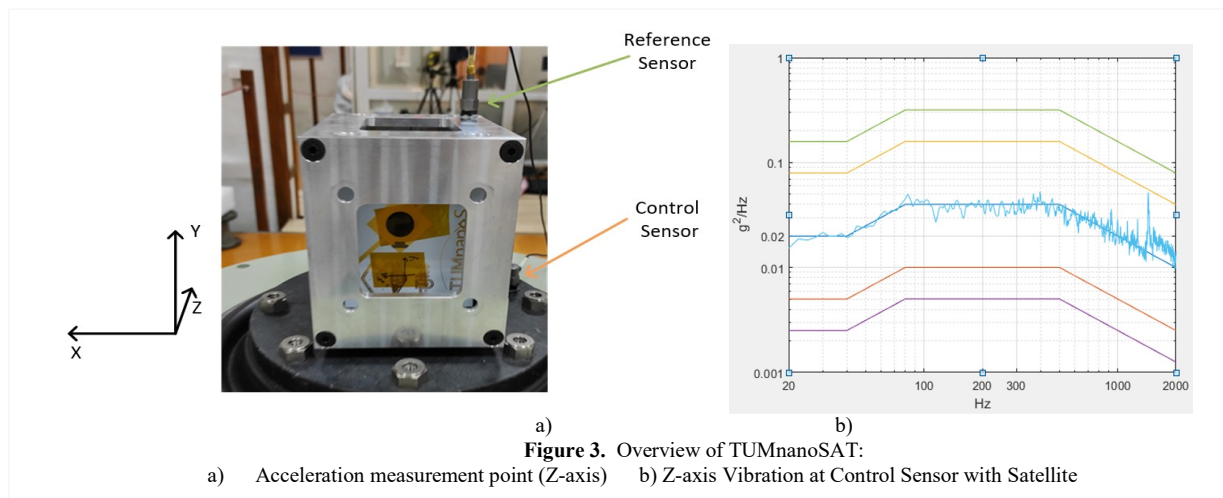 Reference
Sensor
Control
Sensor
Y
Z
X
TUMnanoS
g²/Hz
1
0.1
0.02
0.01
0.001
20
100
200
300
1000
2000
Hz
a)
b)
Figure 3. Overview of TUMnanoSAT:
a) Acceleration measurement point (Z-axis) b) Z-axis Vibration at Control Sensor with Satellite